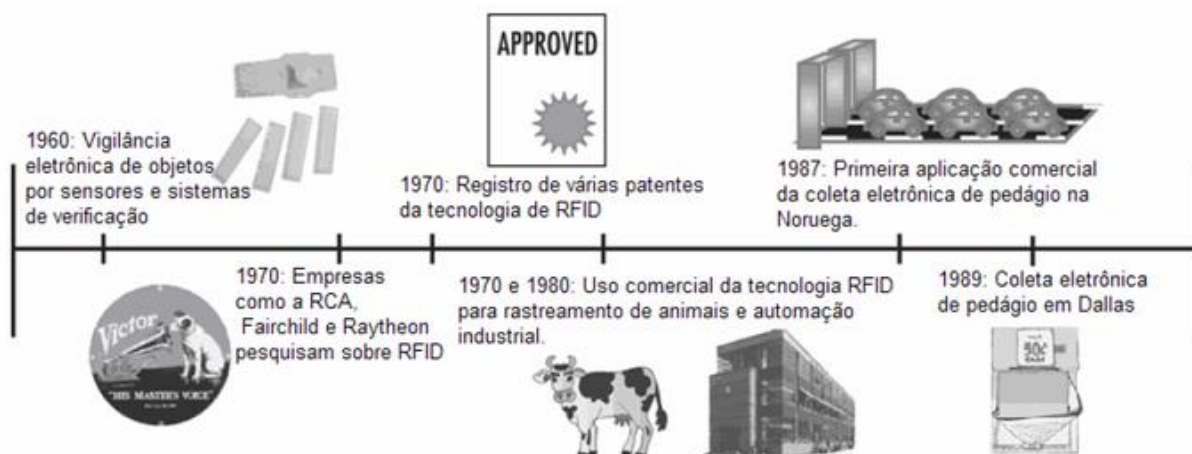 APPROVED
1960: Vigilância
eletrônica de objetos
por sensores e sistemas
de verificação
1970: Registro de várias patentes
da tecnologia de RFID
1987: Primeira aplicação comercial
da coleta eletrônica de pedágio na
Noruega.
Victor
"HIS MASTER'S VOICE"
1970: Empresas
como a RCA,
Fairchild e Raytheon
pesquisam sobre RFID
1970 e 1980: Uso comercial da tecnologia RFID
para rastreamento de animais e automação
industrial.
1989: Coleta eletrônica
de pedágio em Dallas
50¢